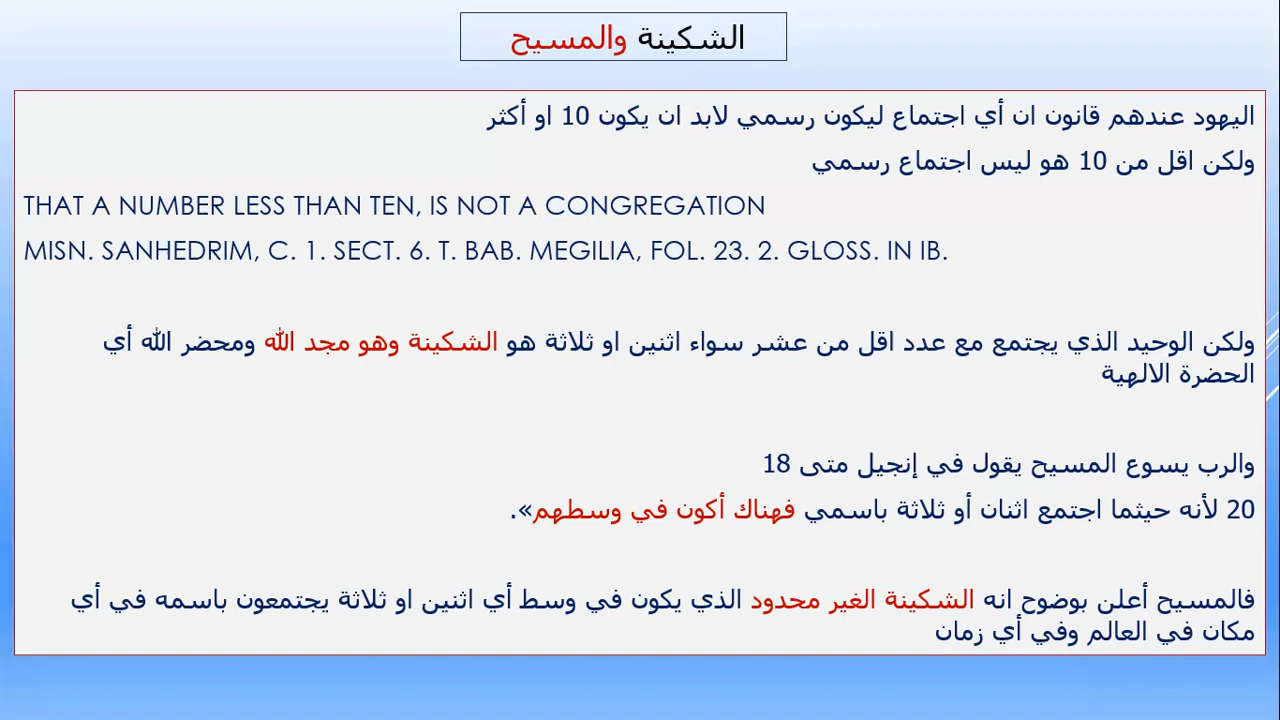 الشكينة والمسيح
اليهود عندهم قانون ان أي اجتماع ليكون رسمي لابد ان يكون 10 او أكثر
ولكن اقل من 10 هو ليس اجتماع رسمي
THAT A NUMBER LESS THAN TEN, IS NOT A CONGREGATION
MISN. SANHEDRIM, C. 1. SECT. 6. T. BAB. MEGILIA, FOL. 23. 2. GLOSS. IN IB.
ولكن الوحيد الذي يجتمع مع عدد اقل من عشر سواء اثنين او ثلاثة هو الشكينة وهو مجد الله ومحضر الله أي
الحضرة الالهية
والرب يسوع المسيح يقول في إنجيل متى 18
20 لأنه حيثما اجتمع اثنان أو ثلاثة باسمي فهناك أكون في وسطهم».
فالمسيح أعلن بوضوح انه الشكينة الغير محدود الذي يكون في وسط أي اثنين او ثلاثة يجتمعون باسمه في أي
مكان في العالم وفي أي زمان